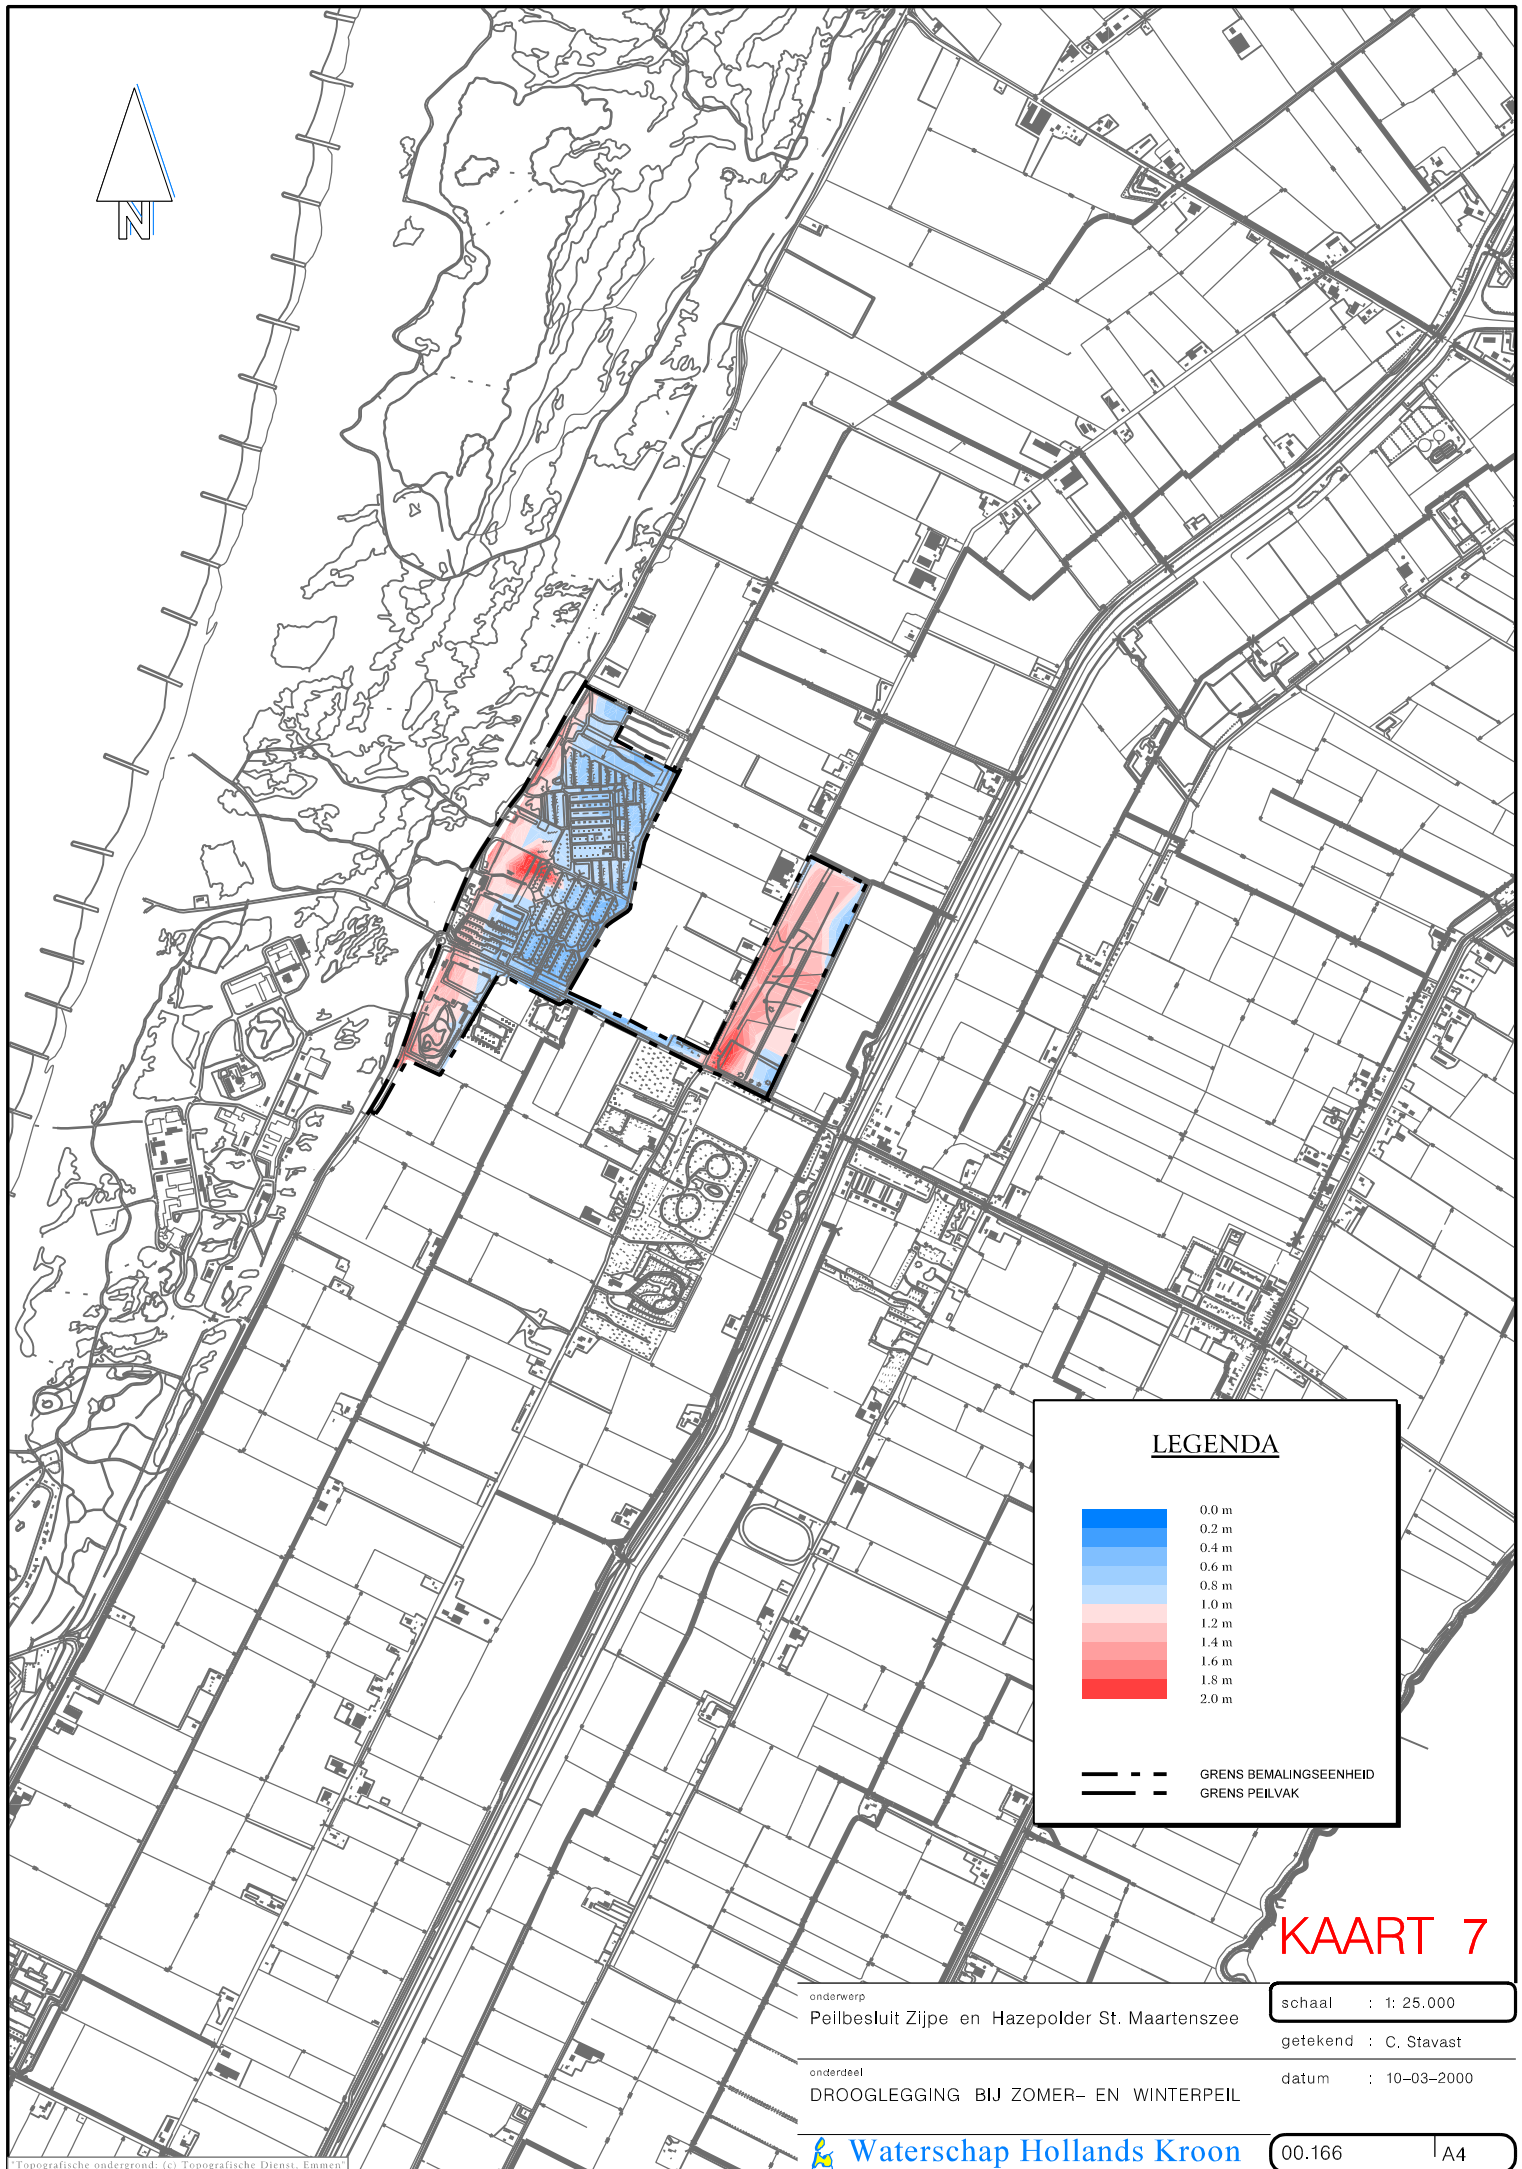 N
LEGENDA
0.0 m
0.2 m
0.4 m
0.6 m
0.8 m
1.0 m
1.2 m
1.4 m
1.6 m
1.8 m
2.0 m
GRENS BEMALINGSEENHEID
GRENS PEILVAK
KAART 7
onderwerp
Peilbesluit Zijpe en Hazepolder St. Maartenszee
schaal : 1: 25.000
getekend : C. Stavast
onderdeel
DROOGLEGGING BIJ ZOMER- EN WINTERPEIL
datum : 10-03-2000
Waterschap Hollands Kroon
00.166 A4
"Topografische ondergrond: (c) Topografische Dienst, Emmen"